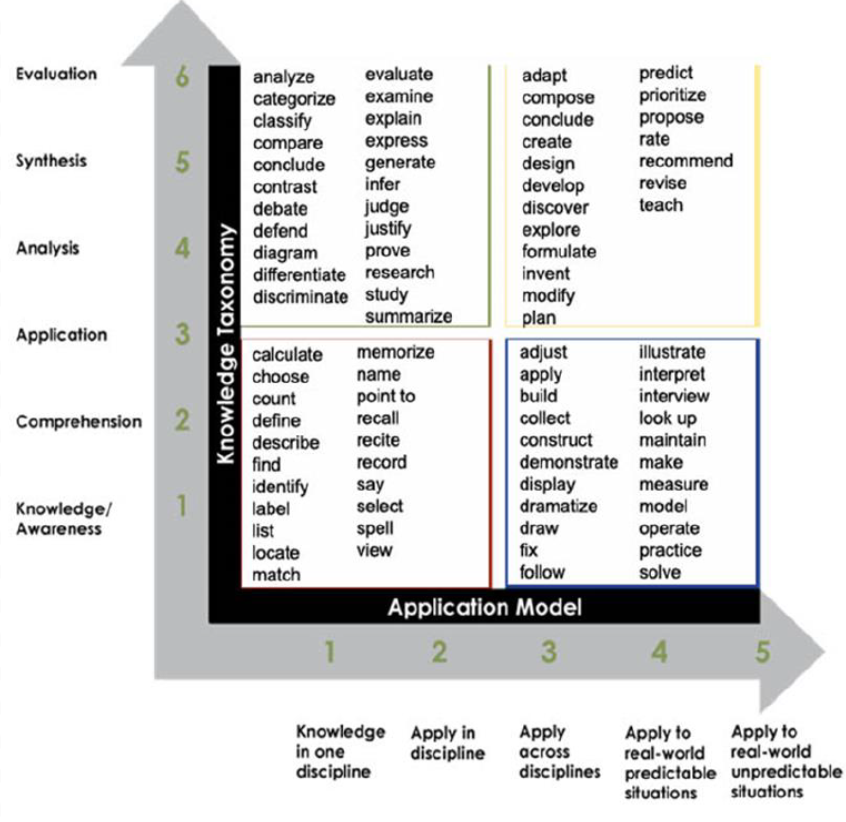 Evaluation
6
Synthesis
5
Analysis
4
Application
3
Comprehension
2
Knowledge/
Awareness
1
Knowledge Taxonomy
analyze
categorize
classify
compare
conclude
contrast
debate
defend
diagram
differentiate
discriminate
evaluate
examine
explain
express
generate
infer
judge
justify
prove
research
study
summarize
adapt
compose
conclude
create
design
develop
discover
explore
formulate
invent
modify
plan
predict
prioritize
propose
rate
recommend
revise
teach
calculate
choose
count
define
describe
find
identify
label
list
locate
match
memorize
name
point to
recall
recite
record
say
select
spell
view
adjust
apply
build
collect
construct
demonstrate
display
dramatize
draw
fix
follow
illustrate
interpret
interview
look up
maintain
make
measure
model
operate
practice
solve
Application Model
1
2
3
4
5
Knowledge
in one
discipline
Apply in
discipline
Apply
across
disciplines
Apply to
real-world
predictable
situations
Apply to
real-world
unpredictable
situations